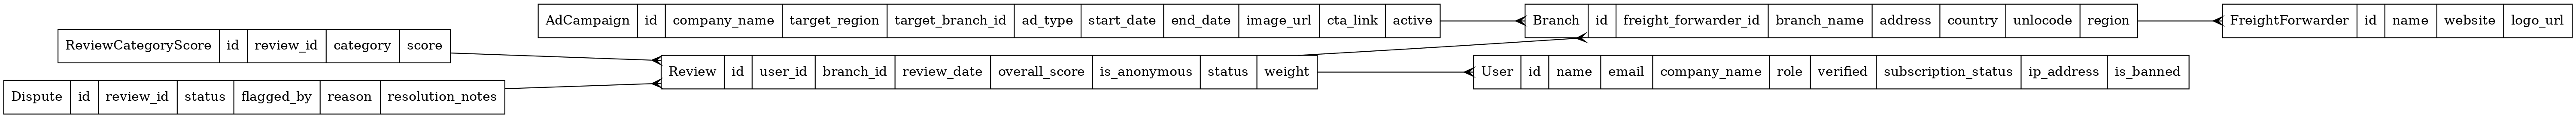 AdCampaign id company_name target_region target_branch_id ad_type start_date end_date image_url cta_link active
Branch id freight_forwarder_id branch_name address country unlocode region
FreightForwarder id name website logo_url
ReviewCategoryScore id review_id category score
Review id user_id branch_id review_date overall_score is_anonymous status weight
User id name email company_name role verified subscription_status ip_address is_banned
Dispute id review_id status flagged_by reason resolution_notes